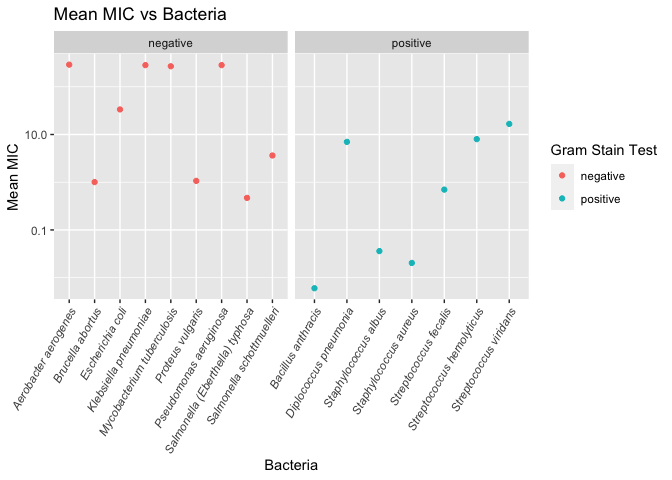 Mean MIC vs Bacteria
negative
positive
10.0
0.1
Mean MIC
Aerobacter aerogenes
Brucella abortus
Escherichia coli
Klebsiella pneumoniae
Mycobacterium tuberculosis
Proteus vulgaris
Pseudomonas aeruginosa
Salmonella (Eberthella) typhosa
Salmonella schottmuelleri
Bacillus anthracis
Diplococcus pneumonia
Staphylococcus albus
Staphylococcus aureus
Streptococcus fecalis
Streptococcus hemolyticus
Streptococcus viridans
Bacteria
Gram Stain Test
negative
positive